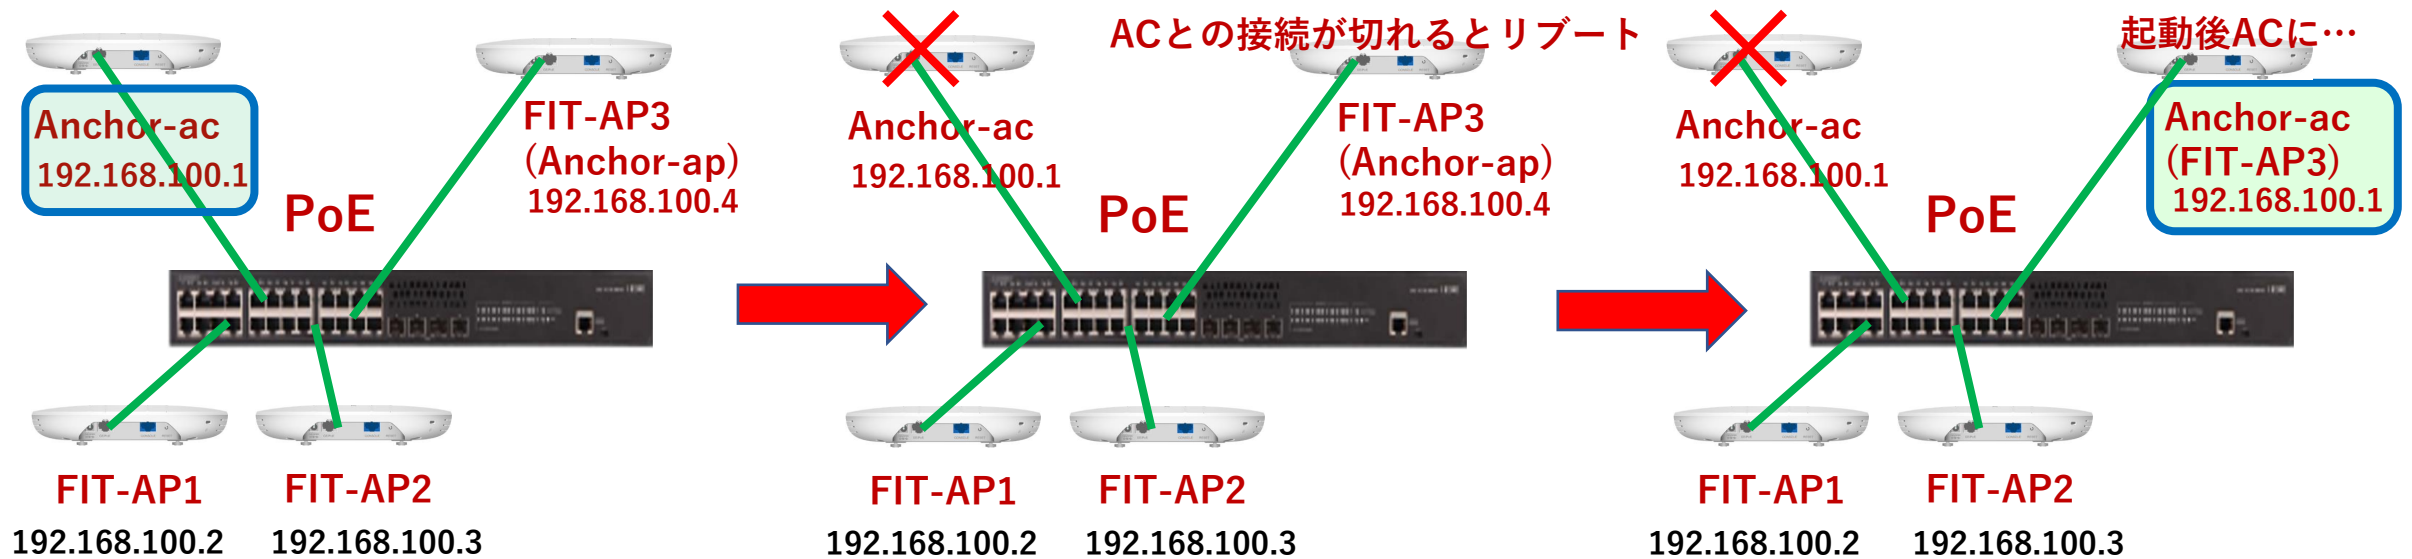 Anchor-ac
192.168.100.1
FIT-AP3
(Anchor-ap)
192.168.100.4
PoE
FIT-AP1
192.168.100.2
FIT-AP2
192.168.100.3
ACとの接続が切れるとリブート
Anchor-ac
192.168.100.1
FIT-AP3
(Anchor-ap)
192.168.100.4
PoE
FIT-AP1
192.168.100.2
FIT-AP2
192.168.100.3
起動後ACに…
Anchor-ac
192.168.100.1
Anchor-ac
(FIT-AP3)
192.168.100.1
PoE
FIT-AP1
192.168.100.2
FIT-AP2
192.168.100.3